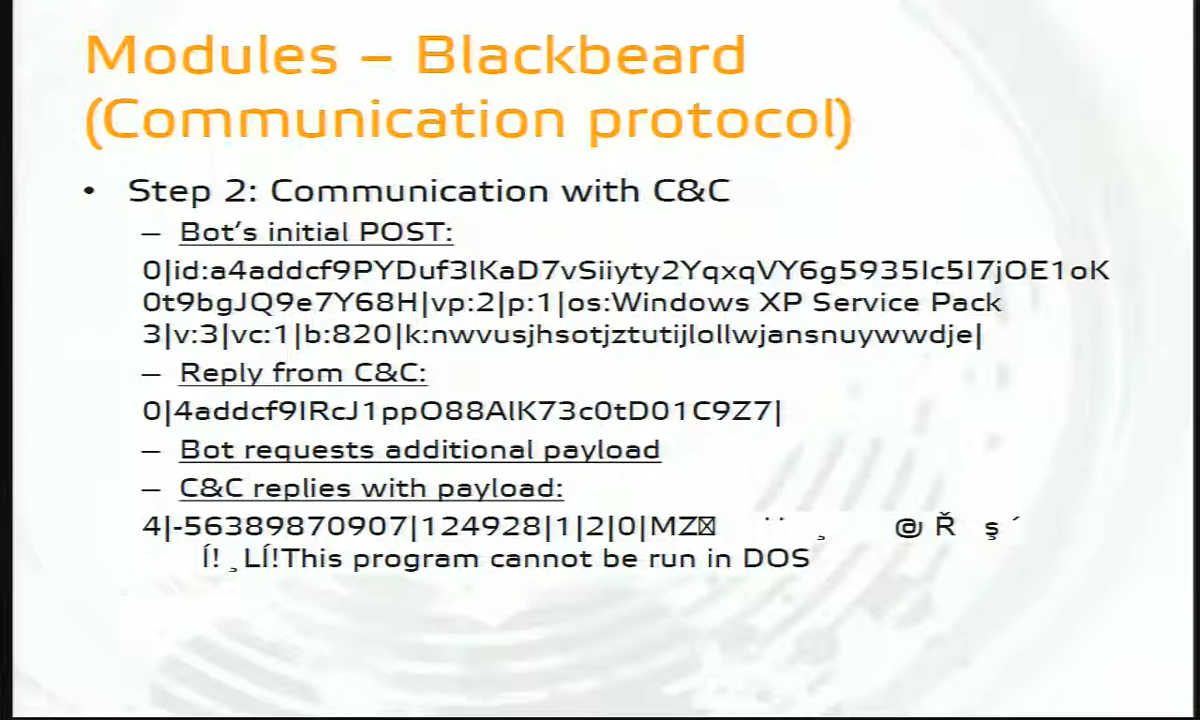 Modules – Blackbeard
(Communication protocol)
• Step 2: Communication with C&C
– Bot's initial POST:
0|id:a4addcf9PYDuf3lKaD7vSiiyty2YqxqVY6g5935Ic5I7jOE1oK
0t9bgJQ9e7Y68H|vp:2|p:1|os:Windows XP Service Pack
3|v:3|vc:1|b:820|k:nwvusjhsotjztutijlollwjansnuywwdje|
– Reply from C&C:
0|4addcf9IRcJ1ppO88AlK73c0tD01C9Z7|
– Bot requests additional payload
– C&C replies with payload:
4|-56389870907|124928|1|2|0|MZ ¨ ¸ @ Ř ş ´
Í! ¸LÍ!This program cannot be run in DOS